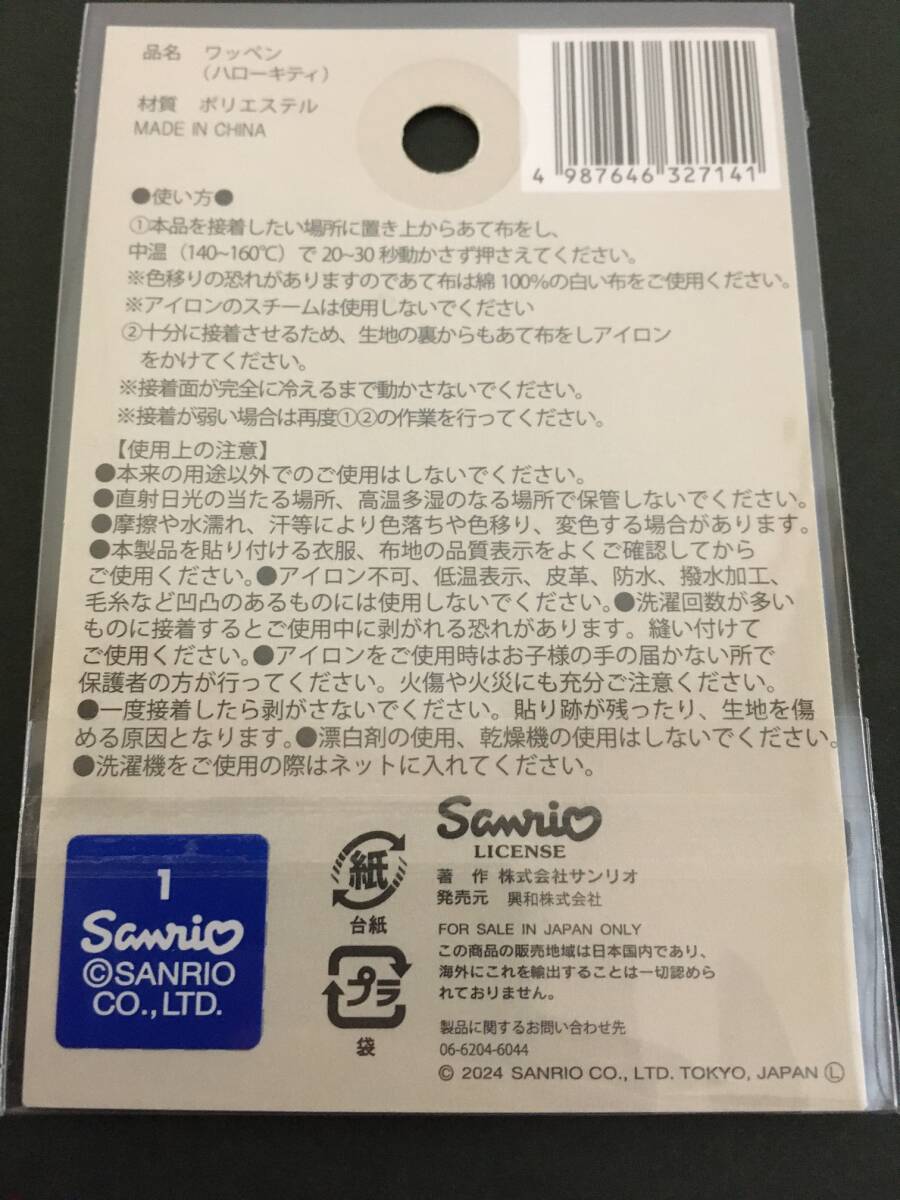 品名 ワッペン
(ハローキティ)
材質 ポリエステル
MADE IN CHINA
4 987646 327141
●使い方●
①本品を接着したい場所に置き上からあて布をし、
中温（140~160℃）で 20~30 秒動かさず押さえてください。
※色移りの恐れがありますのであて布は綿 100%の白い布をご使用ください。
※アイロンのスチームは使用しないでください
②十分に接着させるため、生地の裏からもあて布をしアイロン
をかけてください。
※接着面が完全に冷えるまで動かさないでください。
※接着が弱い場合は再度①②の作業を行ってください。
【使用上の注意】
●本来の用途以外でのご使用はしないでください。
●直射日光の当たる場所、高温多湿のなる場所で保管しないでください。
●摩擦や水濡れ、汗等により色落ちや色移り、変色する場合があります。
●本製品を貼り付ける衣服、布地の品質表示をよくご確認してから
ご使用ください。●アイロン不可、低温表示、皮革、防水、撥水加工、
毛糸など凹凸のあるものには使用しないでください。●洗濯回数が多い
ものに接着するとご使用中に剥がれる恐れがあります。縫い付けて
ご使用ください。●アイロンをご使用時はお子様の手の届かない所で
保護者の方が行ってください。火傷や火災にも充分ご注意ください。
●一度接着したら剥がさないでください。貼り跡が残ったり、生地を傷
める原因となります。●漂白剤の使用、乾燥機の使用はしないでください。
●洗濯機をご使用の際はネットに入れてください。
1
Sanrio
©SANRIO
CO.,LTD.
紙
台紙
プラ
袋
Sanrio
LICENSE
著 作 株式会社サンリオ
発売元 興和株式会社
FOR SALE IN JAPAN ONLY
この商品の販売地域は日本国内であり、
海外にこれを輸出することは一切認めら
れておりません。
製品に関するお問い合わせ先
06-6204-6044
© 2024 SANRIO CO., LTD. TOKYO, JAPAN Ⓛ